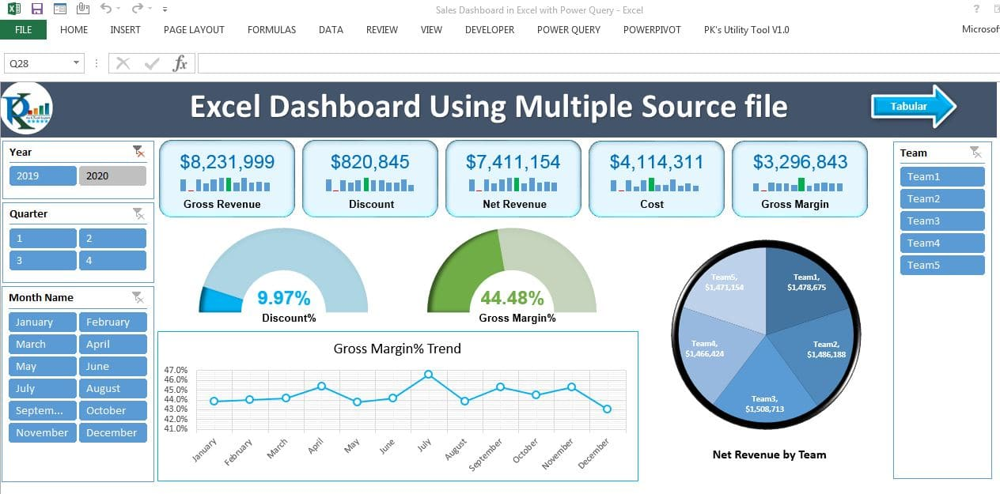 Sales Dashboard in Excel with Power Query - Excel
?
FILE HOME INSERT PAGE LAYOUT FORMULAS DATA REVIEW VIEW DEVELOPER POWER QUERY POWERPIVOT PK's Utility Tool V1.0 Microsof
Q28
fx
Excel Dashboard Using Multiple Source file
Tabular
Year
2019 2020
Quarter
1 2
3 4
Month Name
January February
March April
May June
July August
Septem... October
November December
$8,231,999
Gross Revenue
$820,845
Discount
$7,411,154
Net Revenue
$4,114,311
Cost
$3,296,843
Gross Margin
9.97%
Discount%
44.48%
Gross Margin%
Gross Margin% Trend
47.0%
46.0%
45.0%
44.0%
43.0%
42.0%
41.0%
January February March April May June July August September October November December
Team1,
$1,478,675
Team2,
$1,486,188
Team3,
$1,508,713
Team4,
$1,466,424
Team5,
$1,471,154
Net Revenue by Team
Team
Team1
Team2
Team3
Team4
Team5